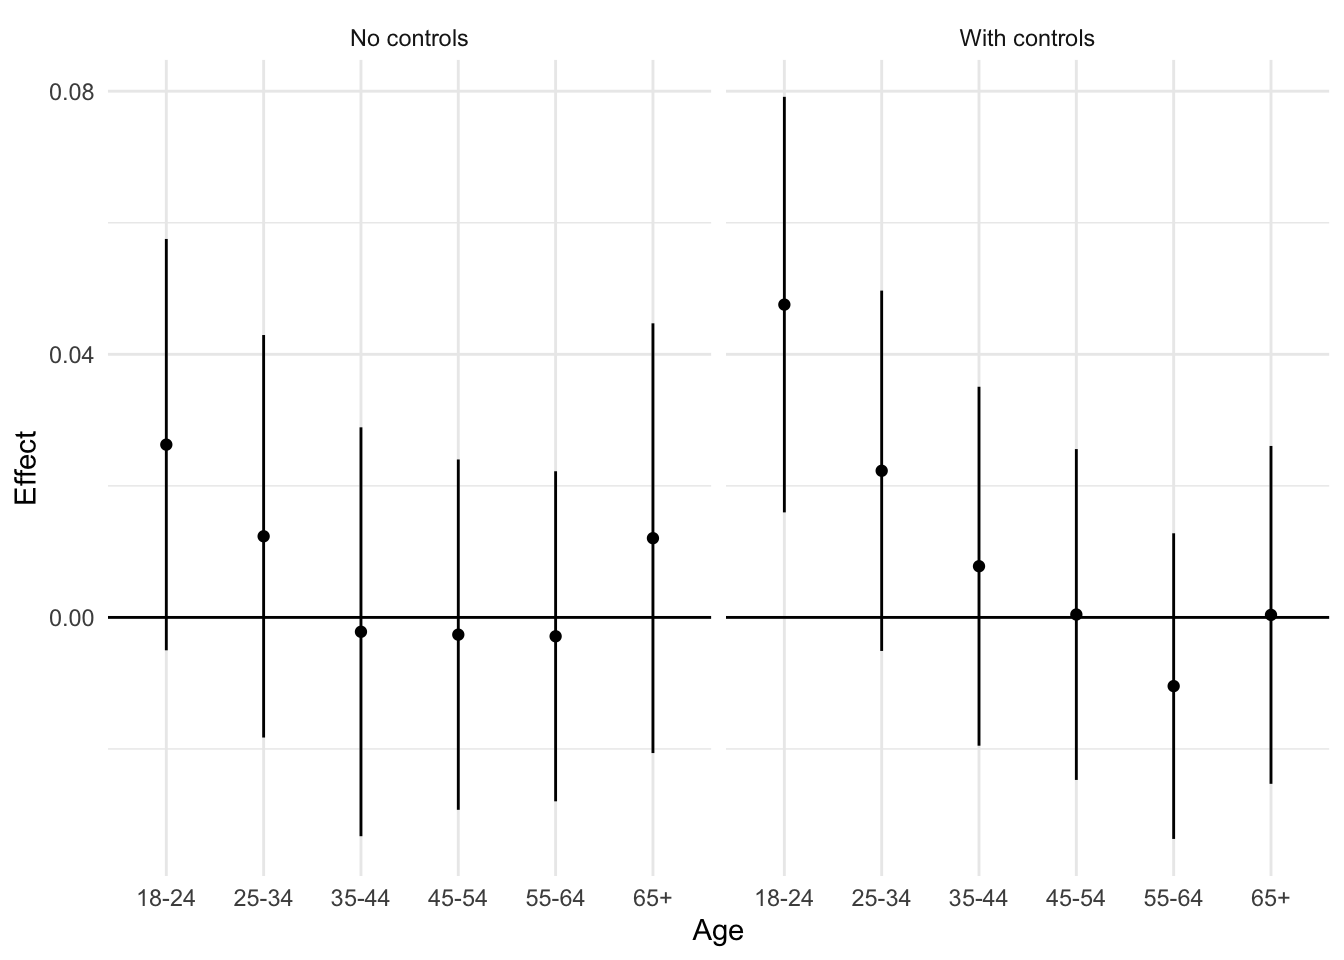 No controls
With controls
0.08
0.04
0.00
Effect
18-24 25-34 35-44 45-54 55-64 65+
18-24 25-34 35-44 45-54 55-64 65+
Age